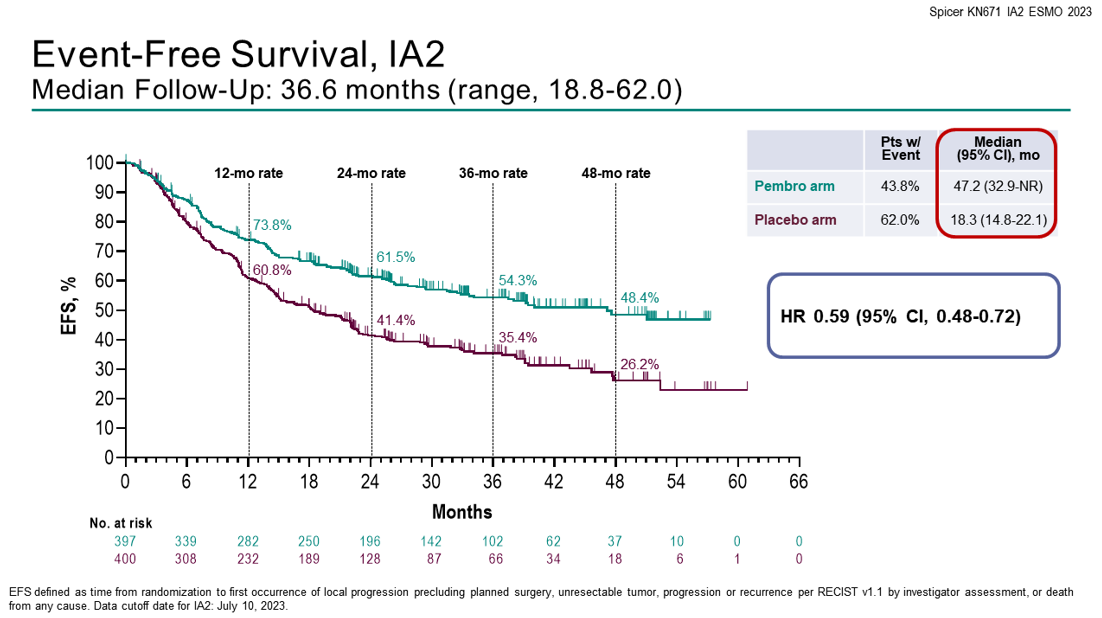 Spicer KN671 IA2 ESMO 2023
Event-Free Survival, IA2
Median Follow-Up: 36.6 months (range, 18.8-62.0)
Pts w/ Event
Median (95% CI), mo
Pembro arm 43.8% 47.2 (32.9-NR)
Placebo arm 62.0% 18.3 (14.8-22.1)
HR 0.59 (95% CI, 0.48-0.72)
12-mo rate 24-mo rate 36-mo rate 48-mo rate
73.8% 61.5% 54.3% 48.4%
60.8% 41.4% 35.4% 26.2%
EFS, %
100
90
80
70
60
50
40
30
20
10
0
0 6 12 18 24 30 36 42 48 54 60 66
Months
No. at risk
397 339 282 250 196 142 102 62 37 10 0 0
400 308 232 189 128 87 66 34 18 6 1 0
EFS defined as time from randomization to first occurrence of local progression precluding planned surgery, unresectable tumor, progression or recurrence per RECIST v1.1 by investigator assessment, or death
from any cause. Data cutoff date for IA2: July 10, 2023.